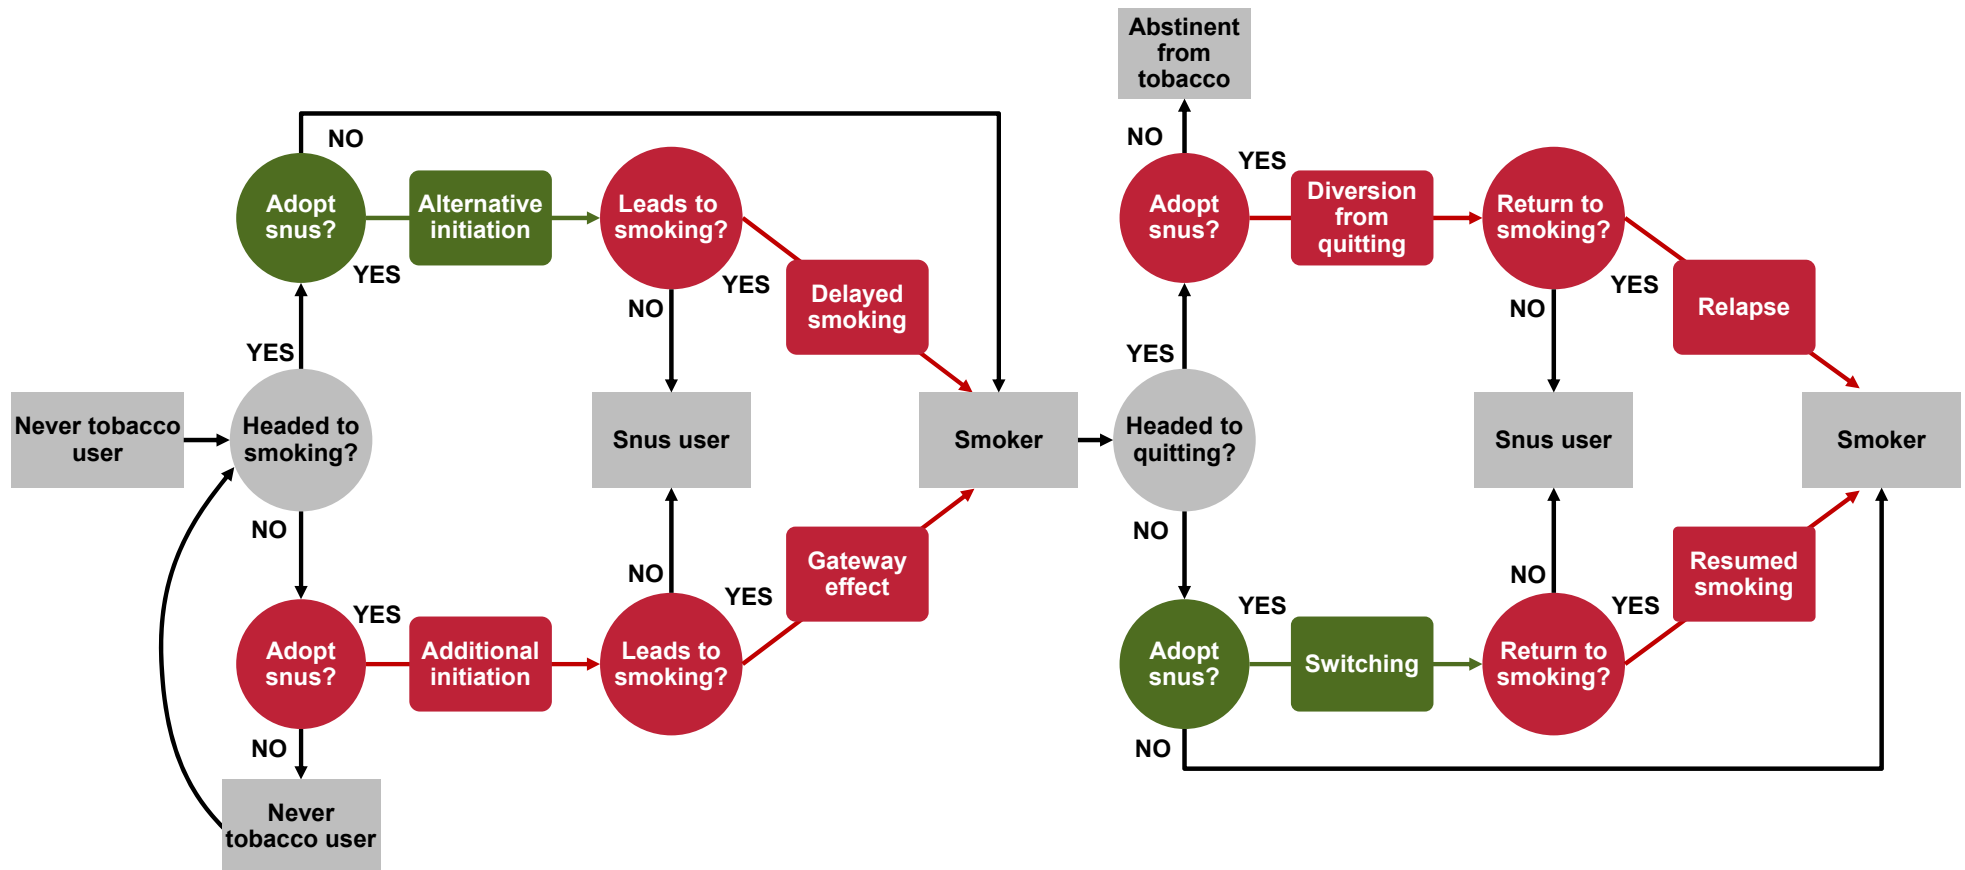 Abstinent
from
tobacco
NO
NO
YES
YES
Adopt
snus?
Alternative
initiation
Leads to
smoking?
Adopt
snus?
Diversion
from
quitting
Return to
smoking?
YES
YES
YES
NO
Delayed
smoking
NO
Relapse
YES
YES
Never tobacco
user
Headed to
smoking?
Snus user
Smoker
Headed to
quitting?
Snus user
Smoker
NO
NO
NO
YES
Gateway
effect
NO
YES
Resumed
smoking
YES
YES
Adopt
snus?
Additional
initiation
Leads to
smoking?
Adopt
snus?
Switching
Return to
smoking?
NO
NO
Never
tobacco user